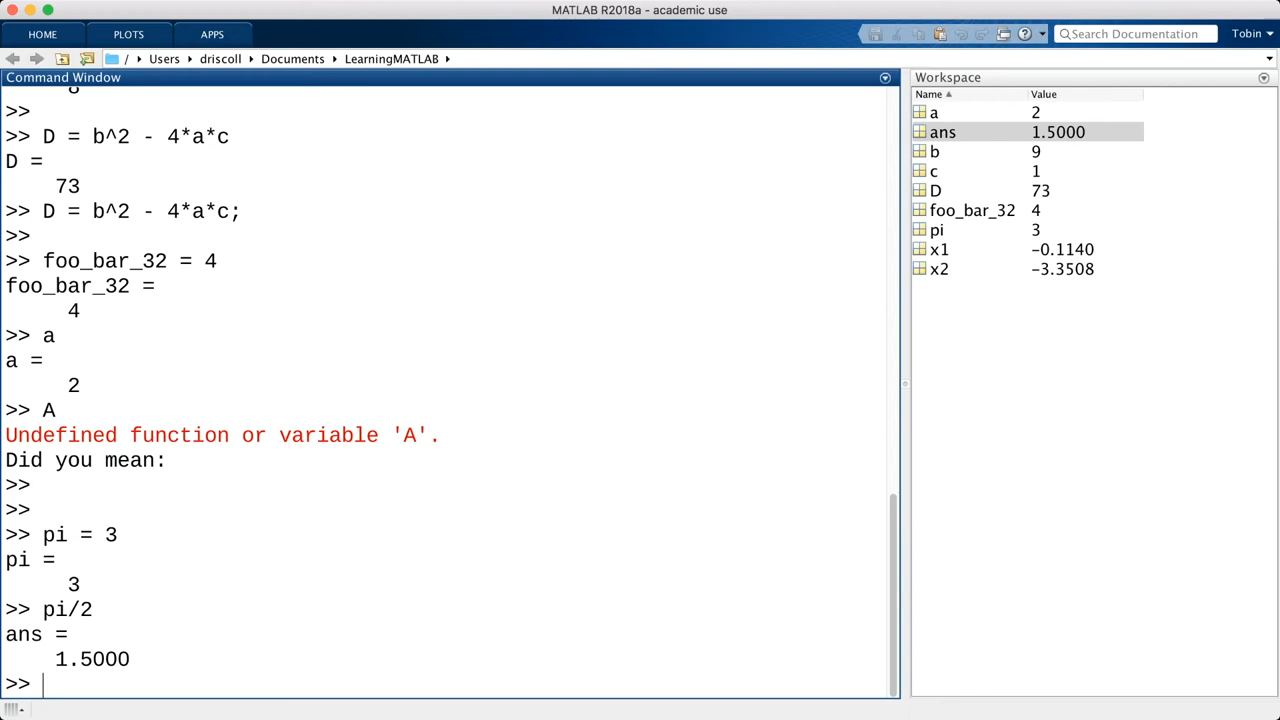 MATLAB R2018a - academic use
HOME PLOTS APPS
Search Documentation Tobin
/ Users driscoll Documents LearningMATLAB
Command Window
8
>>
>> D = b^2 - 4*a*c
D =
73
>> D = b^2 - 4*a*c;
>>
>> foo_bar_32 = 4
foo_bar_32 =
4
>> a
a =
2
>> A
Undefined function or variable 'A'.
Did you mean:
>>
>>
>> pi = 3
pi =
3
>> pi/2
ans =
1.5000
>>
Workspace
Name Value
a 2
ans 1.5000
b 9
c 1
D 73
foo_bar_32 4
pi 3
x1 -0.1140
x2 -3.3508